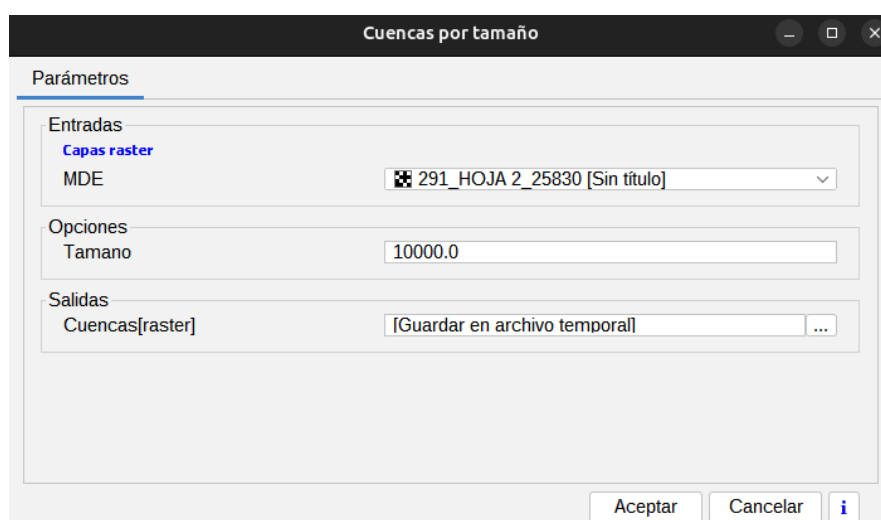 Cuencas por tamaño
Parámetros
Entradas
Capas raster
MDE
291_HOJA 2_25830 [Sin título]
Opciones
Tamano
10000.0
Salidas
Cuencas[raster]
[Guardar en archivo temporal]
...
Aceptar
Cancelar
i